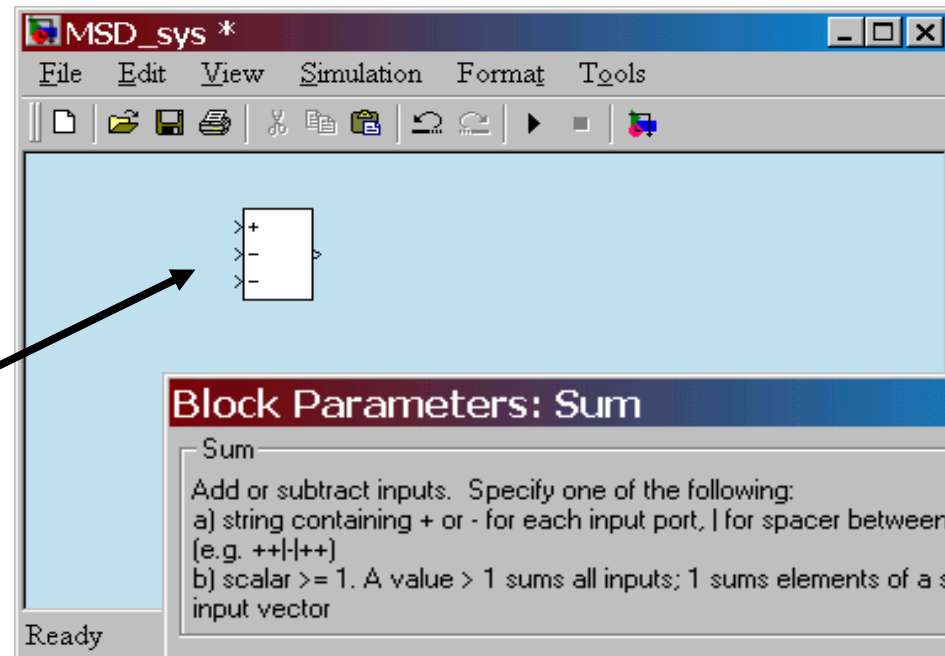 MSD_sys *
File Edit View Simulation Format Tools
+
−
−
Block Parameters: Sum
Sum
Add or subtract inputs. Specify one of the following:
a) string containing + or - for each input port, | for spacer between
(e.g. ++|-|++)
b) scalar >= 1. A value > 1 sums all inputs; 1 sums elements of a
input vector
Ready